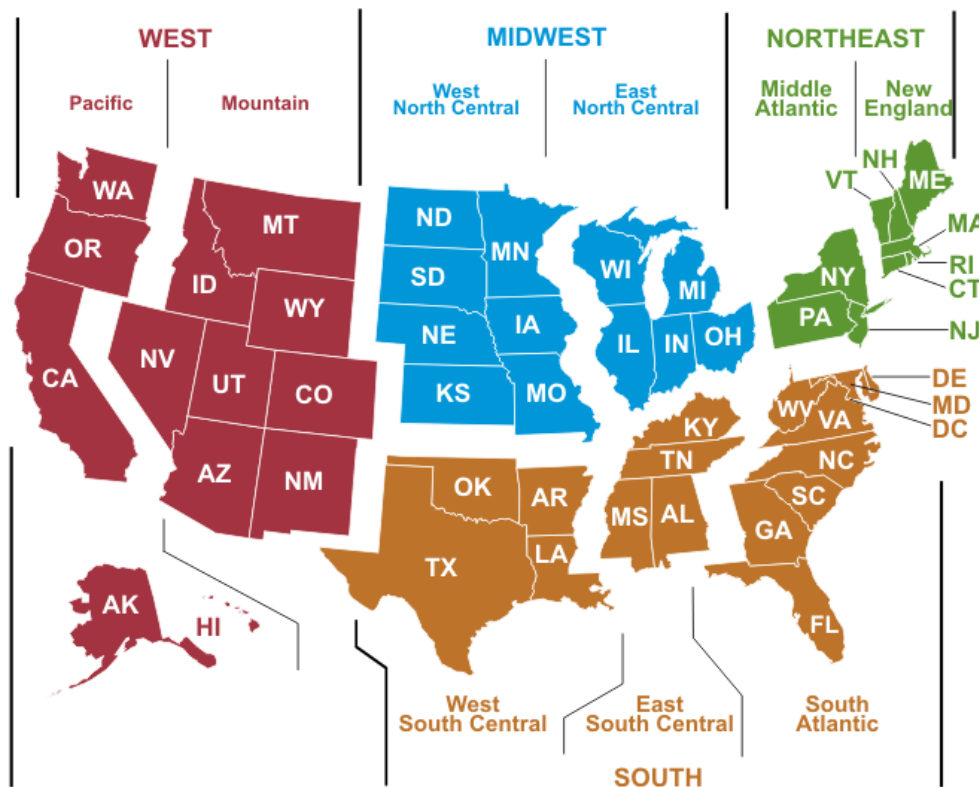 WEST
MIDWEST
NORTHEAST
Pacific
Mountain
West
North Central
East
North Central
Middle
Atlantic
New
England
WA
OR
CA
NV
ID
MT
WY
UT
CO
AZ
NM
AK
HI
ND
SD
NE
KS
MN
IA
MO
WI
IL
MI
IN
OH
NH
VT
ME
MA
RI
CT
NY
PA
NJ
DE
MD
DC
WV
VA
KY
TN
NC
SC
GA
FL
OK
AR
TX
LA
MS
AL
West
South Central
East
South Central
South
Atlantic
SOUTH